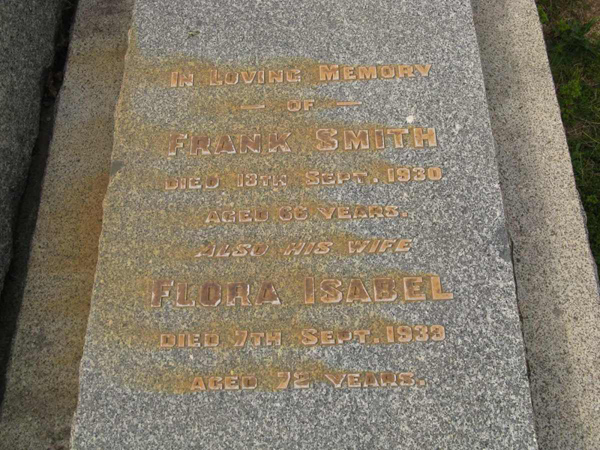 IN LOVING MEMORY
— OF —
FRANK SMITH
DIED 18TH SEPT. 1930
AGED 66 YEARS.
ALSO HIS WIFE
FLORA ISABEL
DIED 7TH SEPT. 1933
AGED 72 YEARS.